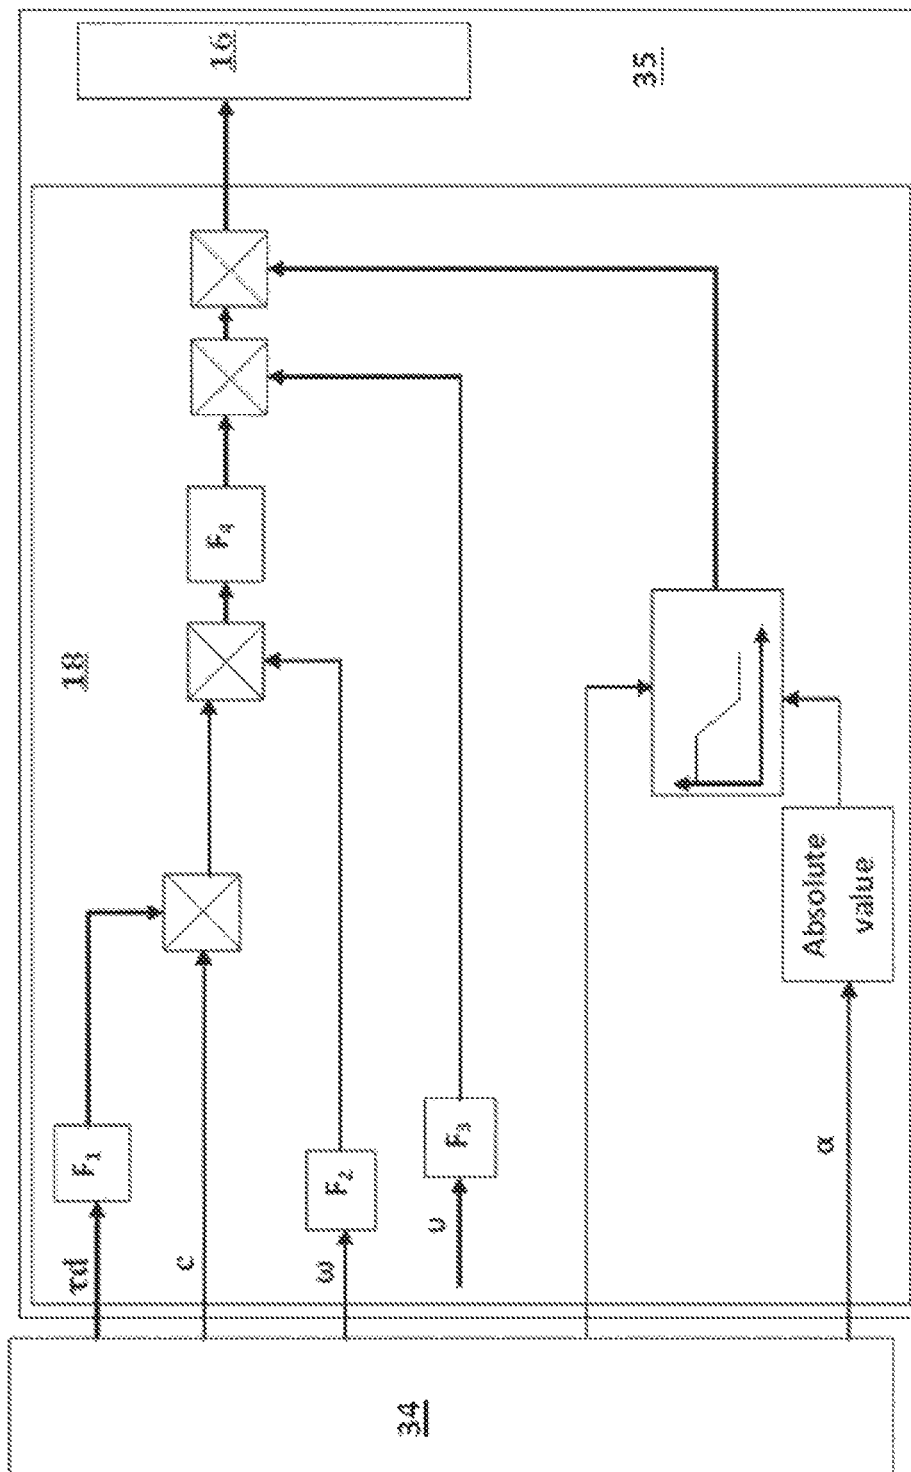 34
τd
c
ω
υ
α
F₁
F₂
F₃
Absolute
value
F₄
18
16
35